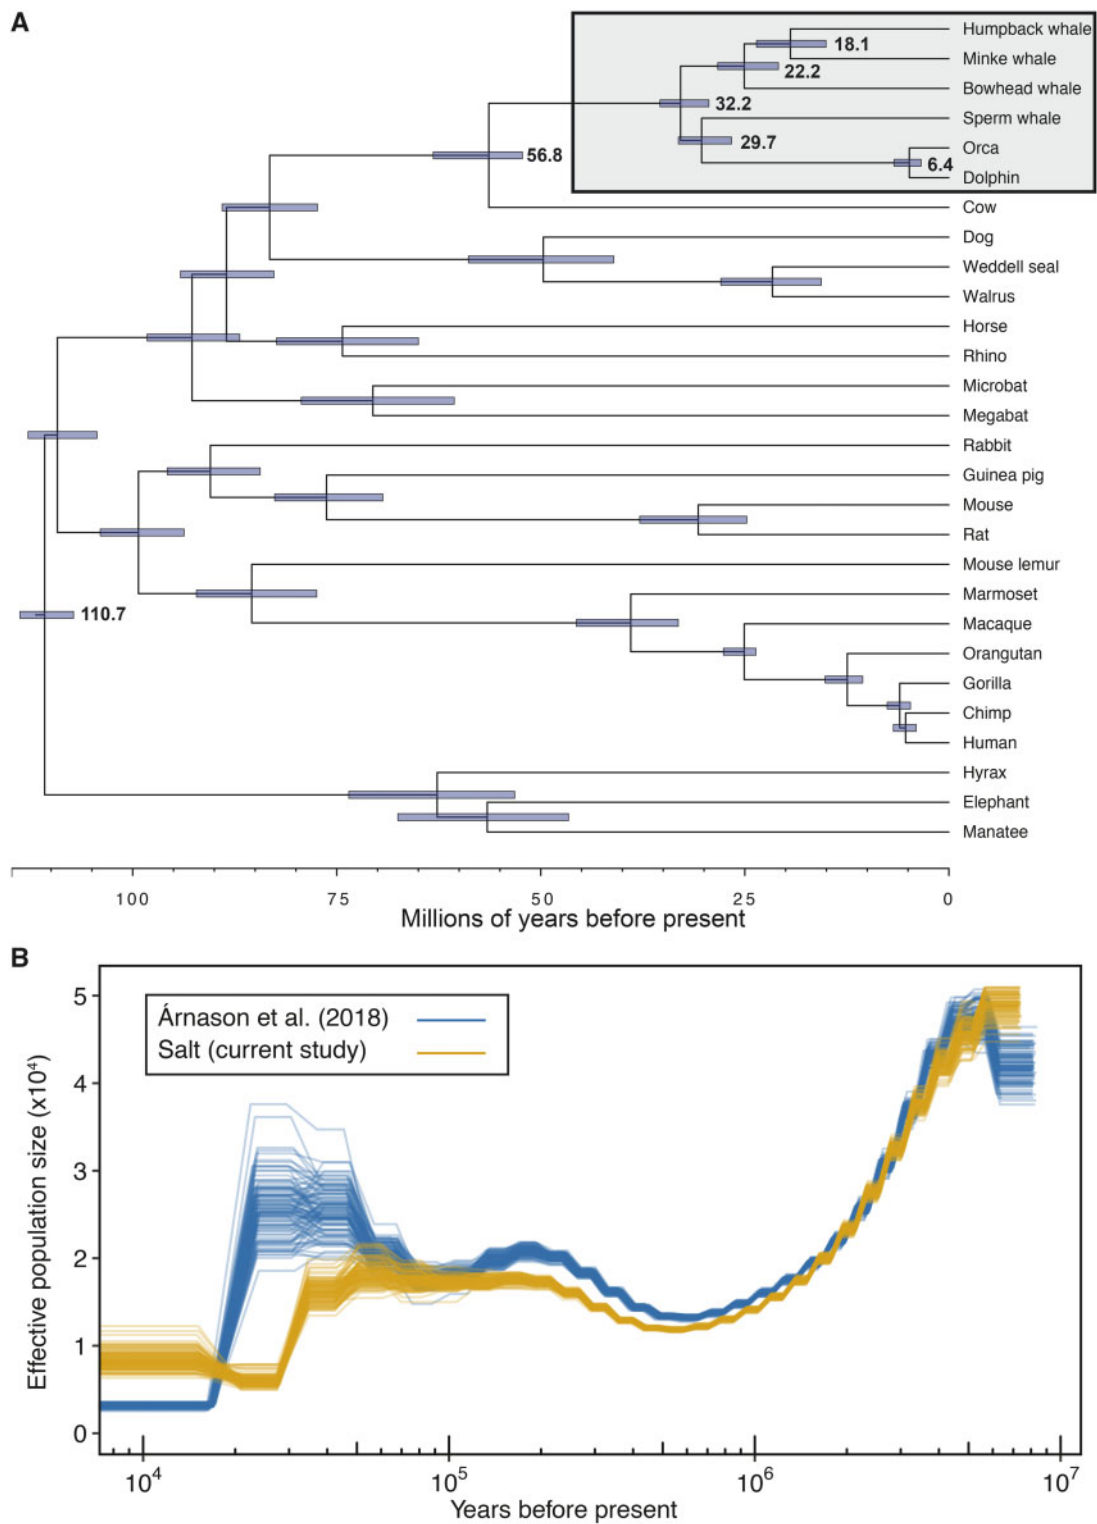 A
Humpback whale
18.1
Minke whale
22.2
Bowhead whale
32.2
Sperm whale
29.7
Orca
6.4
Dolphin
56.8
Cow
Dog
Weddell seal
Walrus
Horse
Rhino
Microbat
Megabat
Rabbit
Guinea pig
Mouse
Rat
Mouse lemur
110.7
Marmoset
Macaque
Orangutan
Gorilla
Chimp
Human
Hyrax
Elephant
Manatee
100 75 50 25 0
Millions of years before present
B
Árnason et al. (2018)
Salt (current study)
Effective population size (x10⁴)
5
4
3
2
1
0
10⁴ 10⁵ 10⁶ 10⁷
Years before present